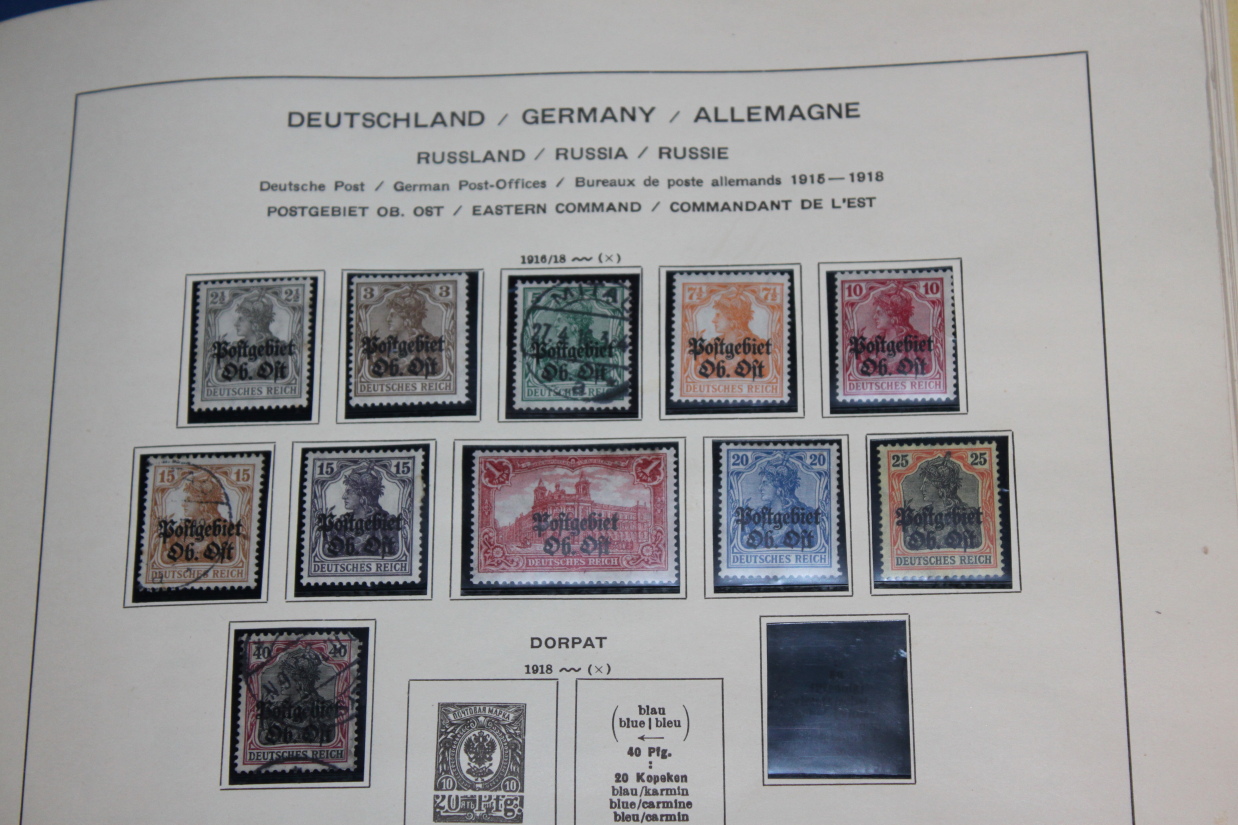 DEUTSCHLAND / GERMANY / ALLEMAGNE
RUSSLAND / RUSSIA / RUSSIE
Deutsche Post / German Post-Offices / Bureaux de poste allemands 1915—1918
POSTGEBIET OB. OST / EASTERN COMMAND / COMMANDANT DE L'EST
1916/18 ~~ (×)
2½ 2½
Postgebiet
Ob. Ost
DEUTSCHES REICH
3 3
Postgebiet
Ob. Ost
DEUTSCHES REICH
Postgebiet
Ob. Ost
DEUTSCHES REICH
7½ 7½
Postgebiet
Ob. Ost
DEUTSCHES REICH
10 10
Postgebiet
Ob. Ost
DEUTSCHES REICH
15 15
Postgebiet
Ob. Ost
DEUTSCHES REICH
15 15
Postgebiet
Ob. Ost
DEUTSCHES REICH
1 1
Postgebiet
Ob. Ost
DEUTSCHES REICH
20 20
Postgebiet
Ob. Ost
DEUTSCHES REICH
25 25
Postgebiet
Ob. Ost
DEUTSCHES REICH
40 40
Postgebiet
Ob. Ost
DEUTSCHES REICH
DORPAT
1918 ~~ (×)
ПОЧТОВАЯ МАРКА
10 10
20 Pfg.
(blau
blue | bleu)
←
40 Pfg.
:
20 Kopeken
blau/karmin
blue/carmine
bleu/carmin